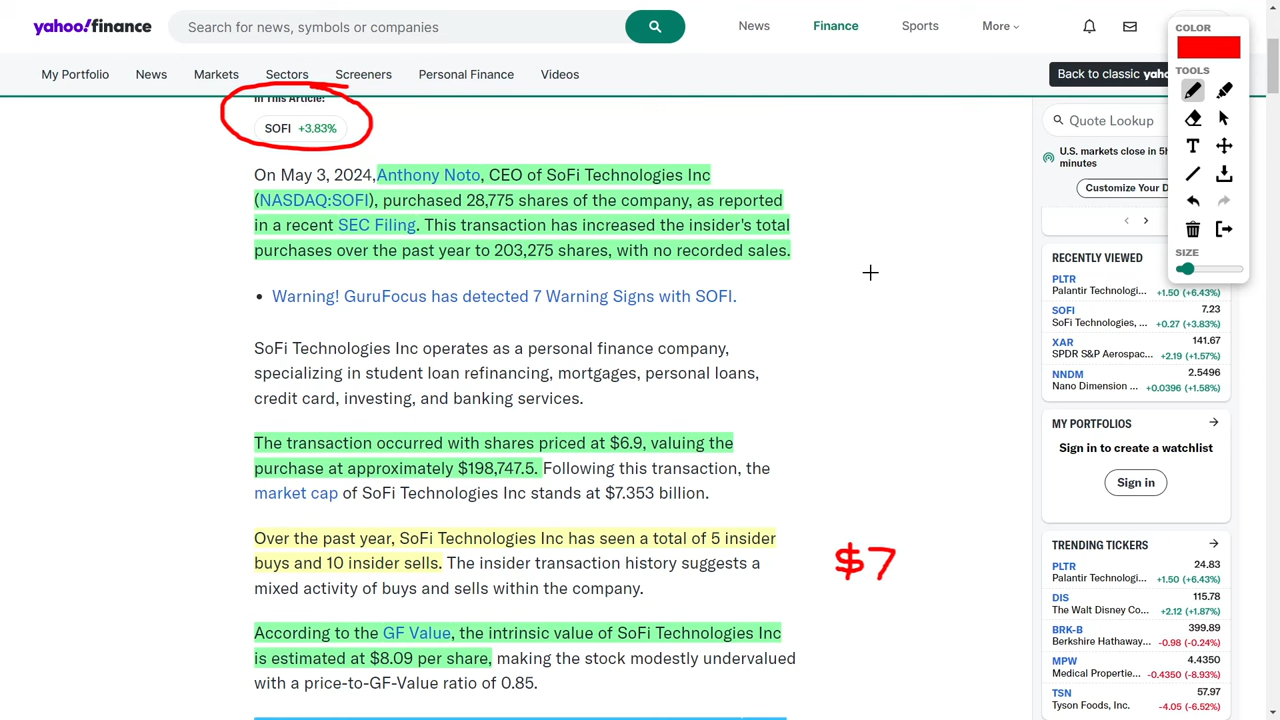 yahoo!finance
Search for news, symbols or companies
News
Finance
Sports
More
My Portfolio
News
Markets
Sectors
Screeners
Personal Finance
Videos
Back to classic
In This Article:
SOFI +3.83%
On May 3, 2024,Anthony Noto, CEO of SoFi Technologies Inc
(NASDAQ:SOFI), purchased 28,775 shares of the company, as reported
in a recent SEC Filing. This transaction has increased the insider's total
purchases over the past year to 203,275 shares, with no recorded sales.
• Warning! GuruFocus has detected 7 Warning Signs with SOFI.
SoFi Technologies Inc operates as a personal finance company,
specializing in student loan refinancing, mortgages, personal loans,
credit card, investing, and banking services.
The transaction occurred with shares priced at $6.9, valuing the
purchase at approximately $198,747.5. Following this transaction, the
market cap of SoFi Technologies Inc stands at $7.353 billion.
Over the past year, SoFi Technologies Inc has seen a total of 5 insider
buys and 10 insider sells. The insider transaction history suggests a
mixed activity of buys and sells within the company.
$7
According to the GF Value, the intrinsic value of SoFi Technologies Inc
is estimated at $8.09 per share, making the stock modestly undervalued
with a price-to-GF-Value ratio of 0.85.
Quote Lookup
U.S. markets close in
minutes
Customize Your
RECENTLY VIEWED
PLTR
Palantir Technologi... +1.50 (+6.43%)
SOFI 7.23
SoFi Technologies, ... +0.27 (+3.83%)
XAR 141.67
SPDR S&P Aerospac... +2.19 (+1.57%)
NNDM 2.5496
Nano Dimension ... +0.0396 (+1.58%)
MY PORTFOLIOS
Sign in to create a watchlist
Sign in
TRENDING TICKERS
PLTR 24.83
Palantir Technologi... +1.50 (+6.43%)
DIS 115.78
The Walt Disney Co... +2.12 (+1.87%)
BRK-B 399.89
Berkshire Hathaway... -0.98 (-0.24%)
MPW 4.4350
Medical Propertie... -0.4350 (-8.93%)
TSN 57.97
Tyson Foods, Inc. -4.05 (-6.52%)
COLOR
TOOLS
T
SIZE